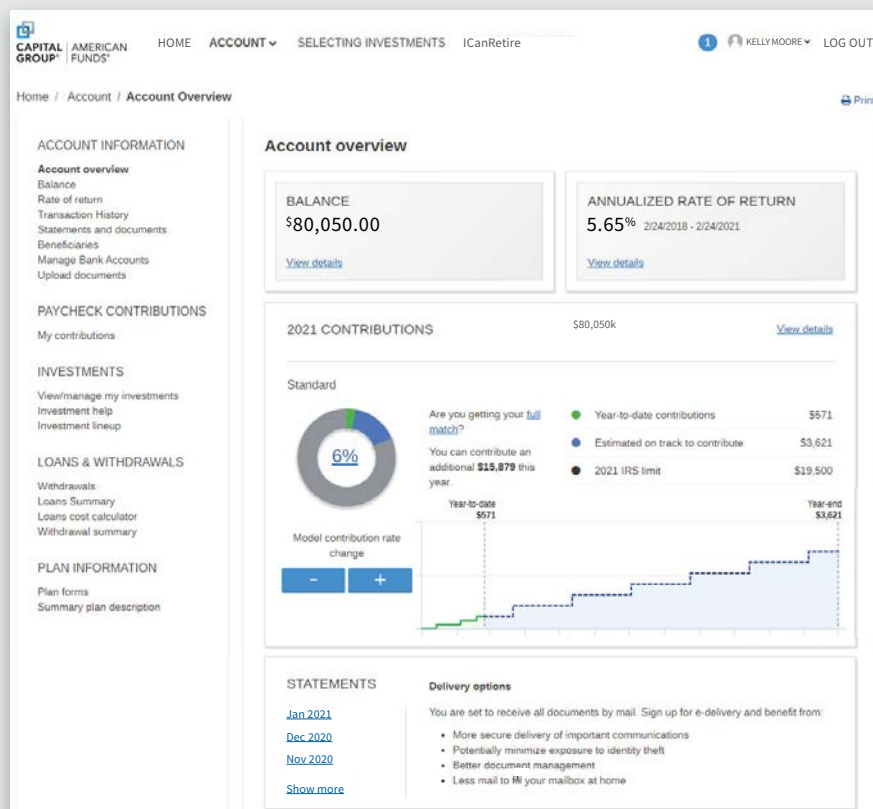 CAPITAL GROUP® | AMERICAN FUNDS®
HOME ACCOUNT SELECTING INVESTMENTS ICanRetire
1 KELLY MOORE LOG OUT
Home / Account / Account Overview
Print
ACCOUNT INFORMATION
Account overview
Balance
Rate of return
Transaction History
Statements and documents
Beneficiaries
Manage Bank Accounts
Upload documents
PAYCHECK CONTRIBUTIONS
My contributions
INVESTMENTS
View/manage my investments
Investment help
Investment lineup
LOANS & WITHDRAWALS
Withdrawals
Loans Summary
Loans cost calculator
Withdrawal summary
PLAN INFORMATION
Plan forms
Summary plan description
Account overview
BALANCE
$80,050.00
View details
ANNUALIZED RATE OF RETURN
5.65% 2/24/2018 - 2/24/2021
View details
2021 CONTRIBUTIONS
$80,050k
View details
Standard
6%
Model contribution rate
change
- +
Are you getting your full
match?
You can contribute an
additional $15,879 this
year.
Year-to-date contributions $571
Estimated on track to contribute $3,621
2021 IRS limit $19,500
Year-to-date
$571
Year-end
$3,621
STATEMENTS
Jan 2021
Dec 2020
Nov 2020
Show more
Delivery options
You are set to receive all documents by mail. Sign up for e-delivery and benefit from:
• More secure delivery of important communications
• Potentially minimize exposure to identity theft
• Better document management
• Less mail to your mailbox at home